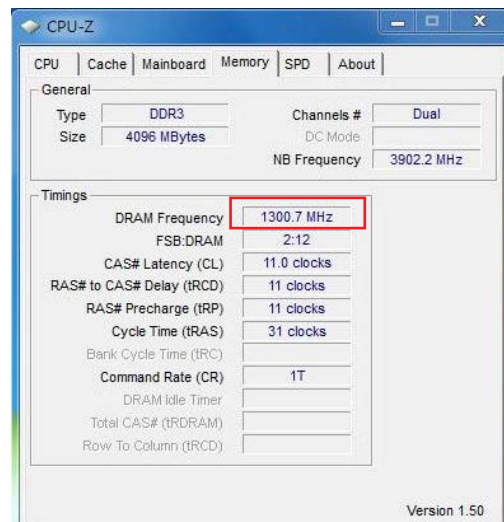 CPU-Z
CPU Cache Mainboard Memory SPD About
General
Type DDR3 Channels # Dual
Size 4096 MBytes DC Mode
NB Frequency 3902.2 MHz
Timings
DRAM Frequency 1300.7 MHz
FSB:DRAM 2:12
CAS# Latency (CL) 11.0 clocks
RAS# to CAS# Delay (tRCD) 11 clocks
RAS# Precharge (tRP) 11 clocks
Cycle Time (tRAS) 31 clocks
Bank Cycle Time (tRC)
Command Rate (CR) 1T
DRAM Idle Timer
Total CAS# (tRDRAM)
Row To Column (tRCD)
Version 1.50